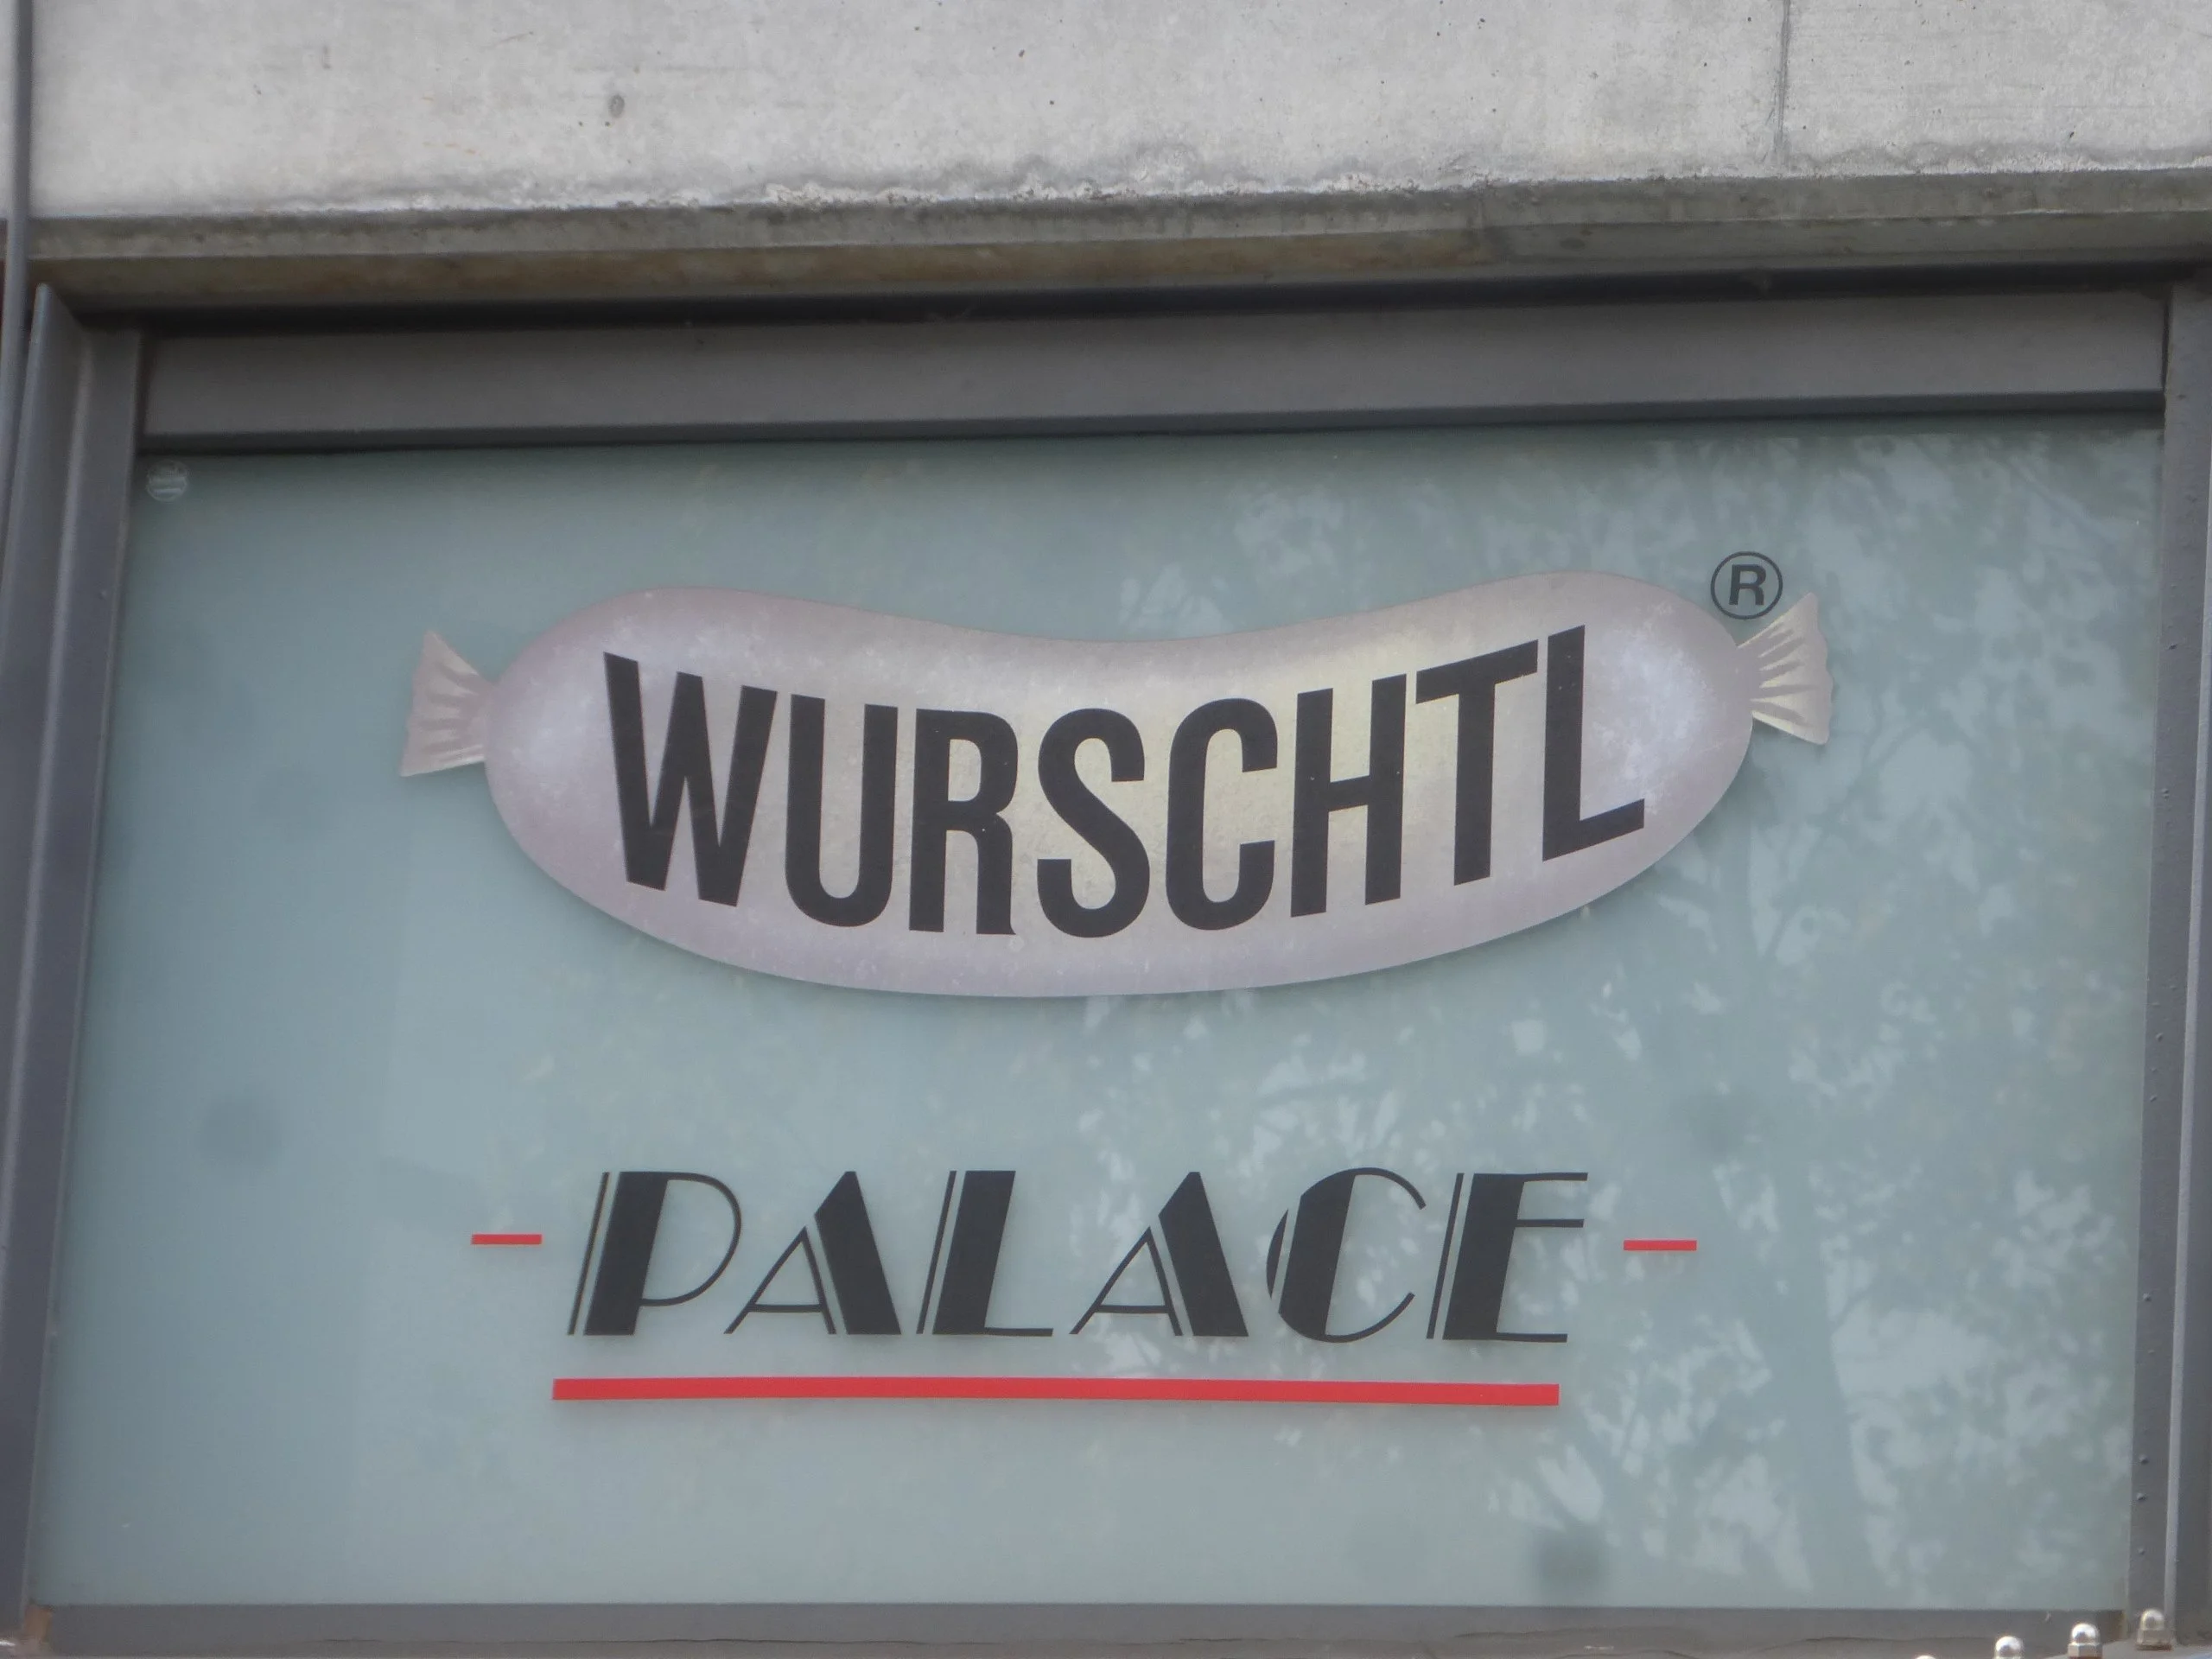 WURSCHTL ®
- PALACE -